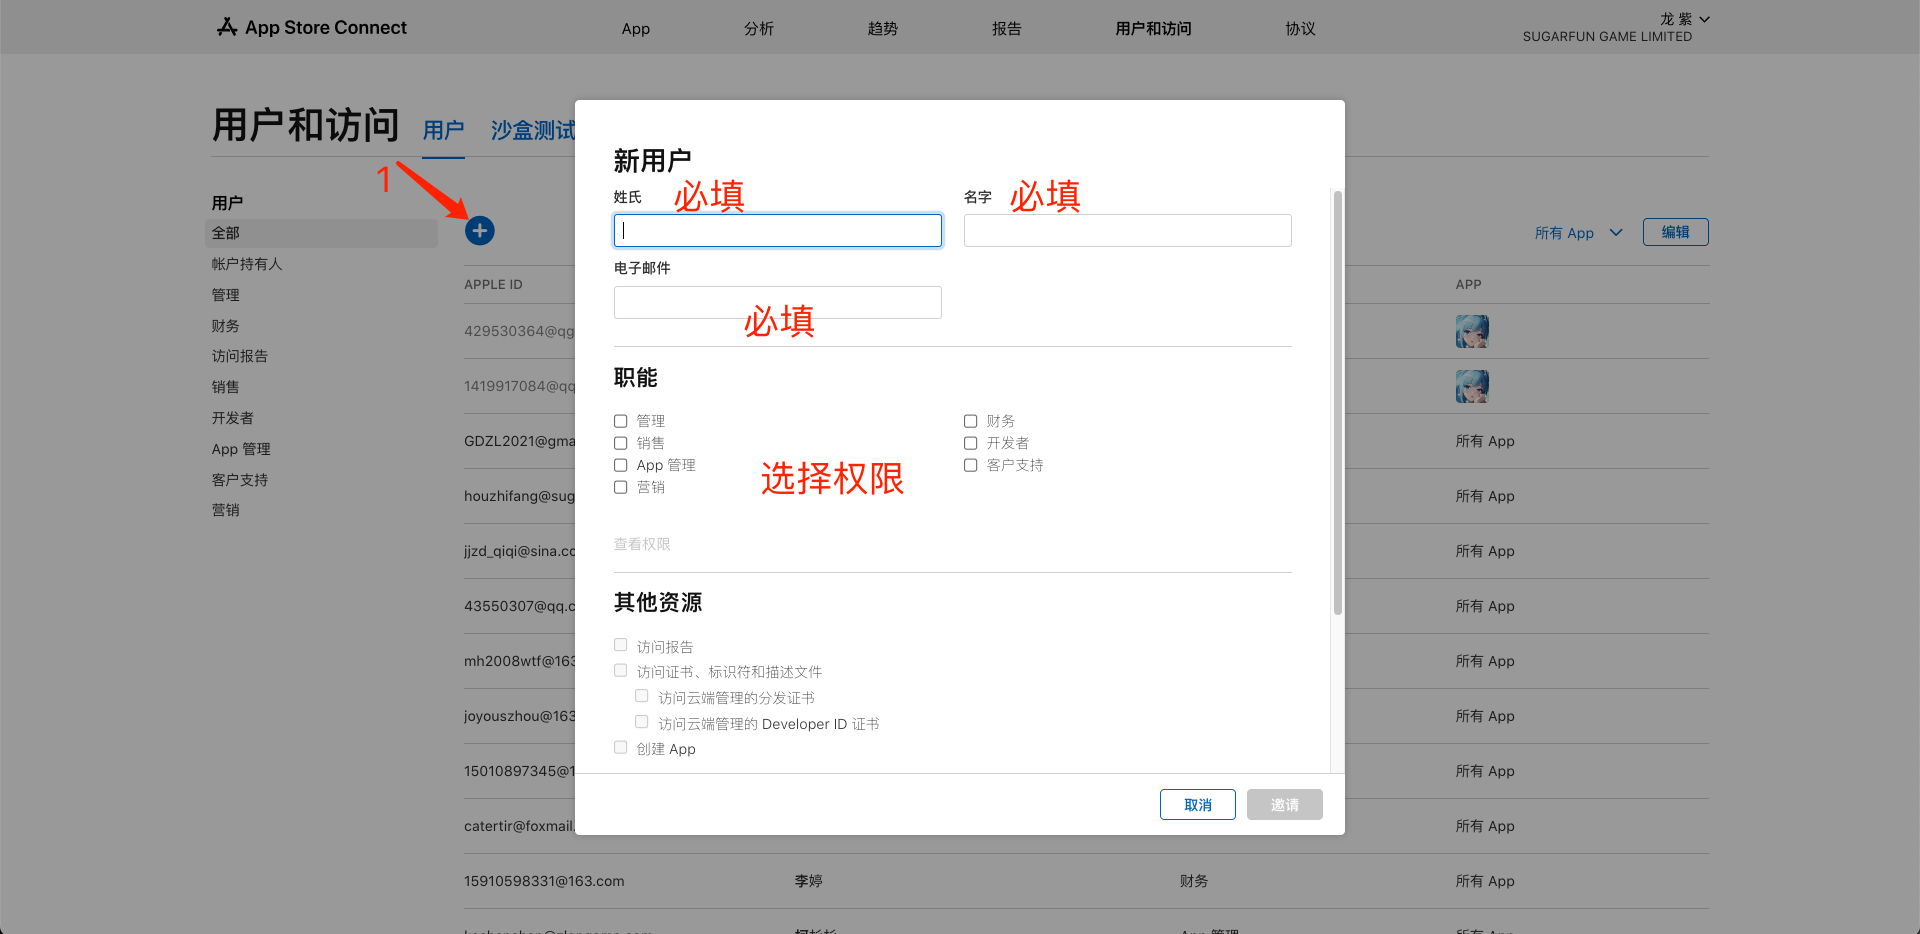 App Store Connect
App
分析
趋势
报告
用户和访问
协议
龙 紫
SUGARFUN GAME LIMITED
用户和访问
用户
沙盒测试
1
用户
全部
帐户持有人
管理
财务
访问报告
销售
开发者
App 管理
客户支持
营销
所有 App
编辑
APPLE ID
APP
429530364@qq
1419917084@qq
GDZL2021@gma
所有 App
houzhifang@sug
所有 App
jjzd_qiqi@sina.co
所有 App
43550307@qq.c
所有 App
mh2008wtf@163
所有 App
joyouszhou@163
所有 App
15010897345@1
所有 App
catertir@foxmail.
所有 App
15910598331@163.com
李婷
财务
所有 App
App 管理
所有 App
新用户
姓氏
必填
名字
必填
电子邮件
必填
职能
管理
财务
销售
开发者
App 管理
客户支持
营销
选择权限
查看权限
其他资源
访问报告
访问证书、标识符和描述文件
访问云端管理的分发证书
访问云端管理的 Developer ID 证书
创建 App
取消
邀请